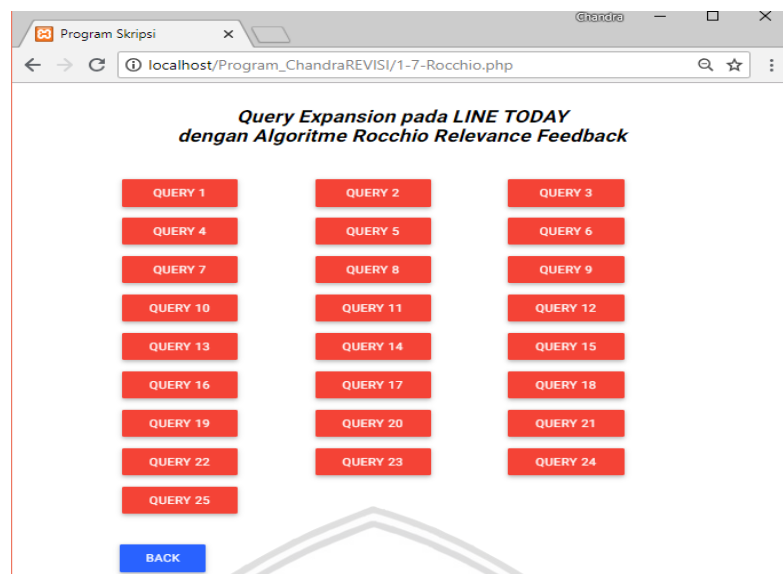 Chandra
Program Skripsi
localhost/Program_ChandraREVISI/1-7-Rocchio.php
Query Expansion pada LINE TODAY
dengan Algoritme Rocchio Relevance Feedback
QUERY 1 QUERY 2 QUERY 3
QUERY 4 QUERY 5 QUERY 6
QUERY 7 QUERY 8 QUERY 9
QUERY 10 QUERY 11 QUERY 12
QUERY 13 QUERY 14 QUERY 15
QUERY 16 QUERY 17 QUERY 18
QUERY 19 QUERY 20 QUERY 21
QUERY 22 QUERY 23 QUERY 24
QUERY 25
BACK